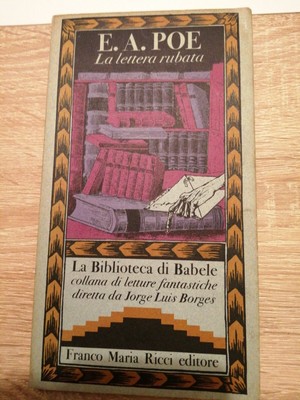 E. A. POE
La lettera rubata
La Biblioteca di Babele
collana di letture fantastiche
diretta da Jorge Luis Borges
Franco Maria Ricci editore